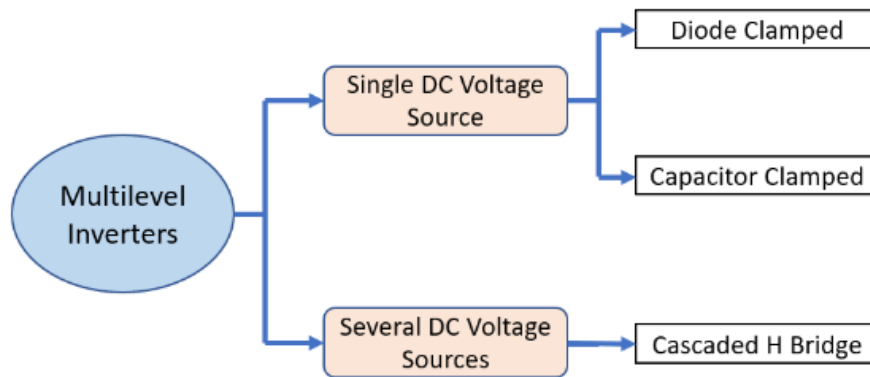 Multilevel
Inverters
Single DC Voltage
Source
Diode Clamped
Capacitor Clamped
Several DC Voltage
Sources
Cascaded H Bridge